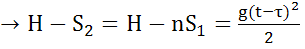 → H − S₂ = H − nS₁ = g(t−τ)²/2